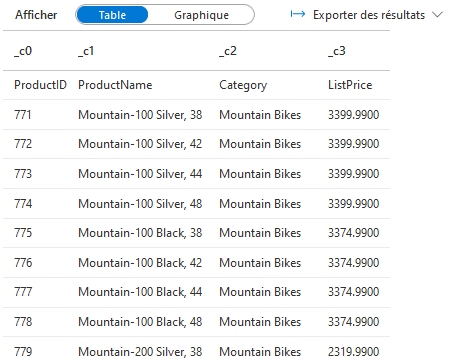 Afficher Table Graphique Exporter des résultats
_c0 _c1 _c2 _c3
ProductID ProductName Category ListPrice
771 Mountain-100 Silver, 38 Mountain Bikes 3399.9900
772 Mountain-100 Silver, 42 Mountain Bikes 3399.9900
773 Mountain-100 Silver, 44 Mountain Bikes 3399.9900
774 Mountain-100 Silver, 48 Mountain Bikes 3399.9900
775 Mountain-100 Black, 38 Mountain Bikes 3374.9900
776 Mountain-100 Black, 42 Mountain Bikes 3374.9900
777 Mountain-100 Black, 44 Mountain Bikes 3374.9900
778 Mountain-100 Black, 48 Mountain Bikes 3374.9900
779 Mountain-200 Silver, 38 Mountain Bikes 2319.9900